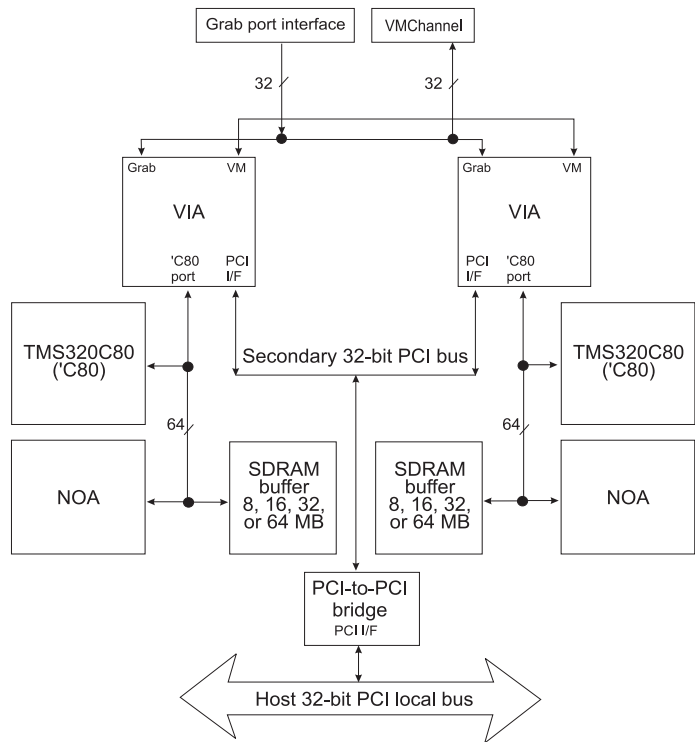 Grab port interface
VMChannel
32
32
Grab
VM
VIA
'C80
port
PCI
I/F
Grab
VM
VIA
PCI
I/F
'C80
port
TMS320C80
('C80)
Secondary 32-bit PCI bus
TMS320C80
('C80)
64
64
NOA
SDRAM
buffer
8, 16, 32,
or 64 MB
SDRAM
buffer
8, 16, 32,
or 64 MB
NOA
PCI-to-PCI
bridge
PCI I/F
Host 32-bit PCI local bus